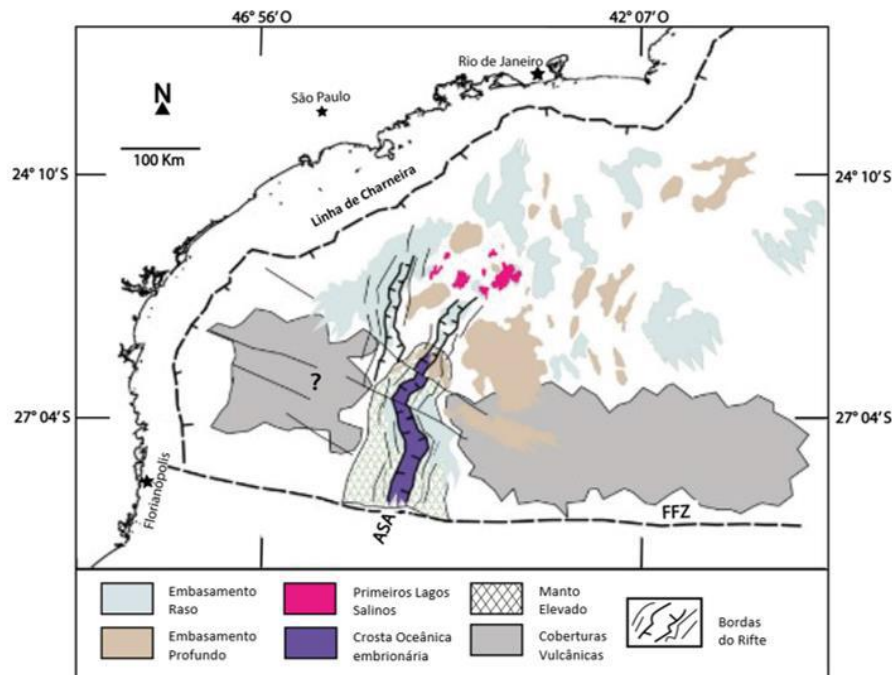 46° 56'O
42° 07'O
Rio de Janeiro
São Paulo
N
100 Km
24° 10'S
24° 10'S
Linha de Charneira
?
27° 04'S
27° 04'S
Florianópolis
ASA
FFZ
Embasamento
Raso
Primeiros Lagos
Salinos
Manto
Elevado
Bordas
do Rifte
Embasamento
Profundo
Crosta Oceânica
embrionária
Coberturas
Vulcânicas